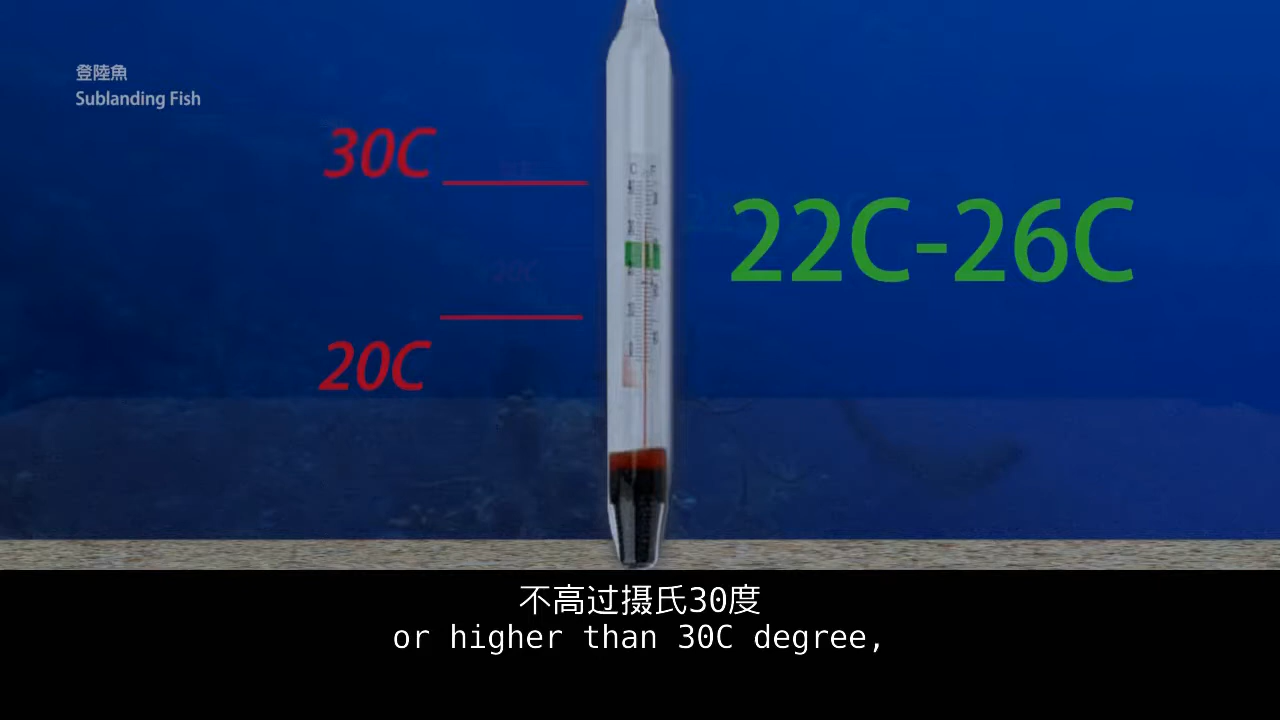 登陸魚
Sublanding Fish
30C
22C-26C
20C
不高过摄氏30度
or higher than 30C degree,